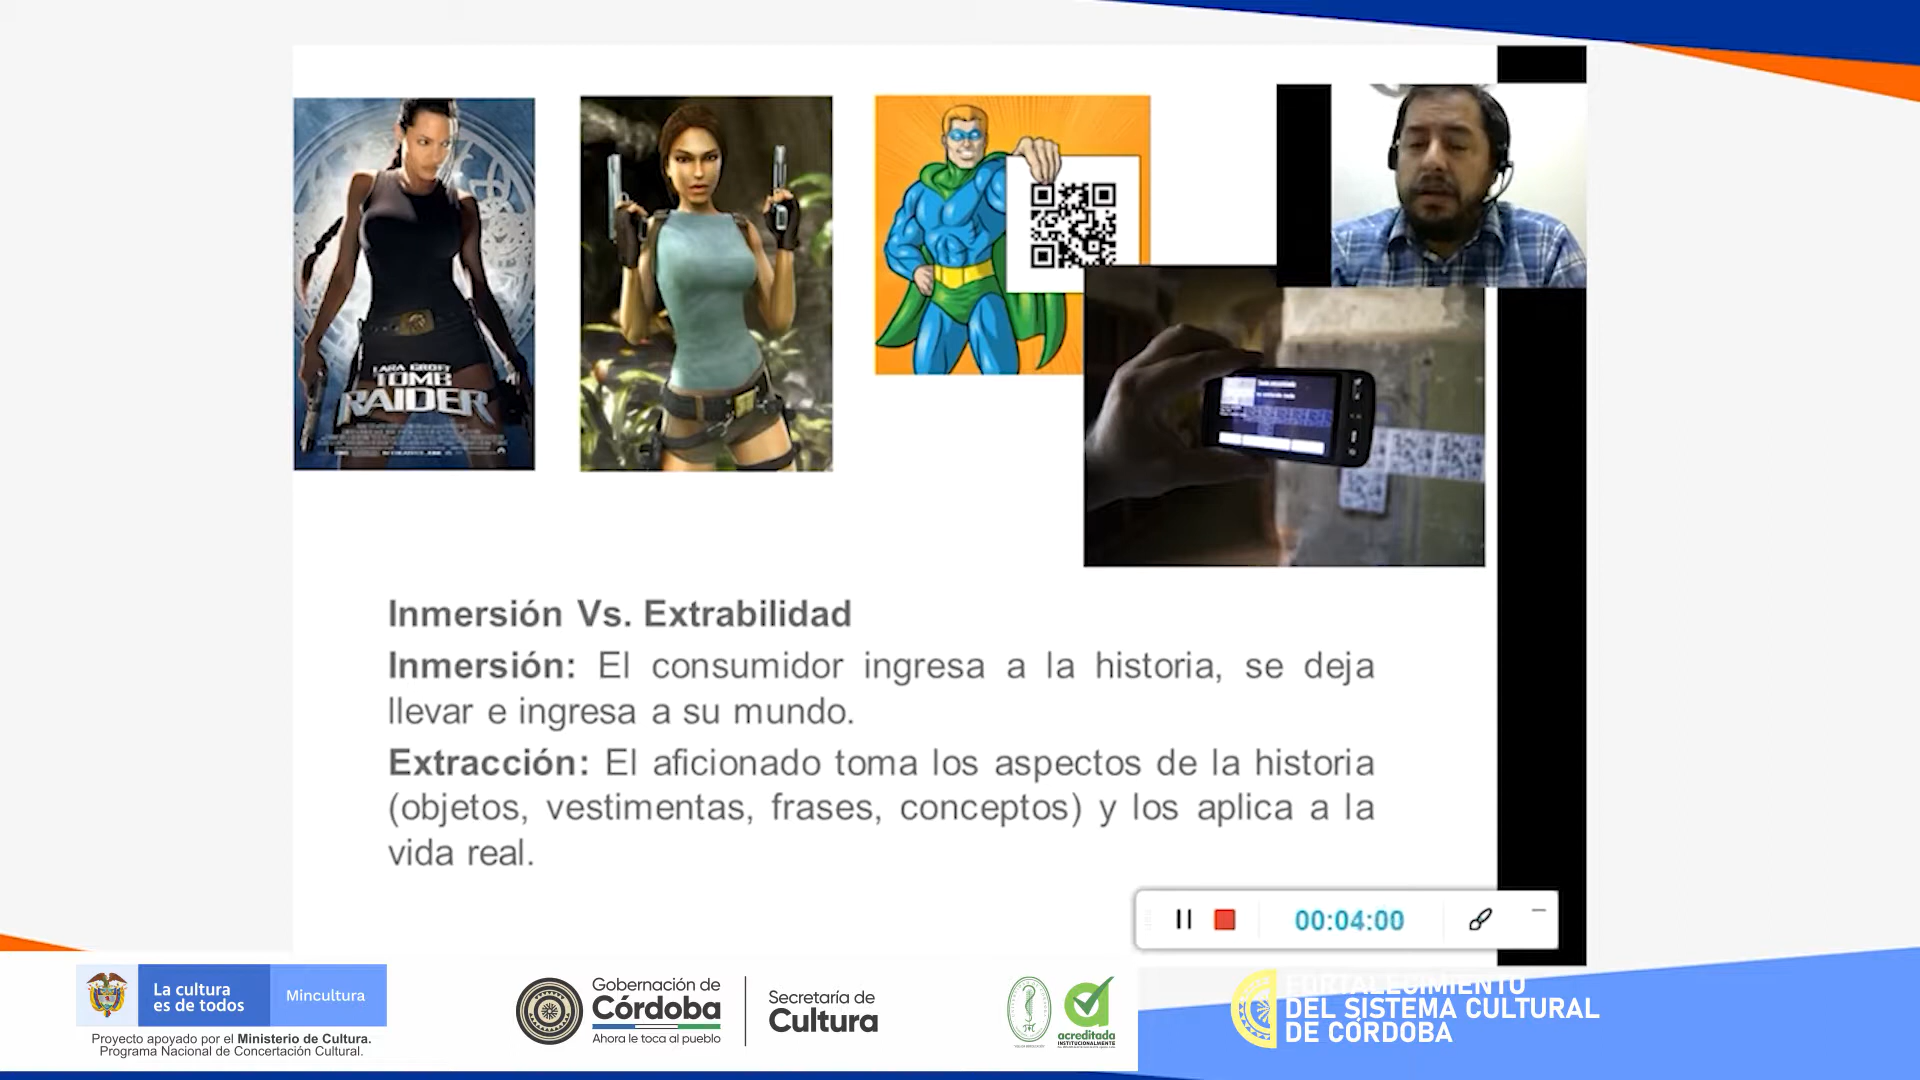 LARA CROFT
TOMB
RAIDER
Inmersión Vs. Extrabilidad
Inmersión: El consumidor ingresa a la historia, se deja
llevar e ingresa a su mundo.
Extracción: El aficionado toma los aspectos de la historia
(objetos, vestimentas, frases, conceptos) y los aplica a la
vida real.
00:04:00
La cultura
es de todos
Mincultura
Proyecto apoyado por el Ministerio de Cultura.
Programa Nacional de Concertación Cultural.
Gobernación de
Córdoba
Ahora le toca al pueblo
Secretaría de
Cultura
acreditada
INSTITUCIONALMENTE
FORTALECIMIENTO
DEL SISTEMA CULTURAL
DE CÓRDOBA